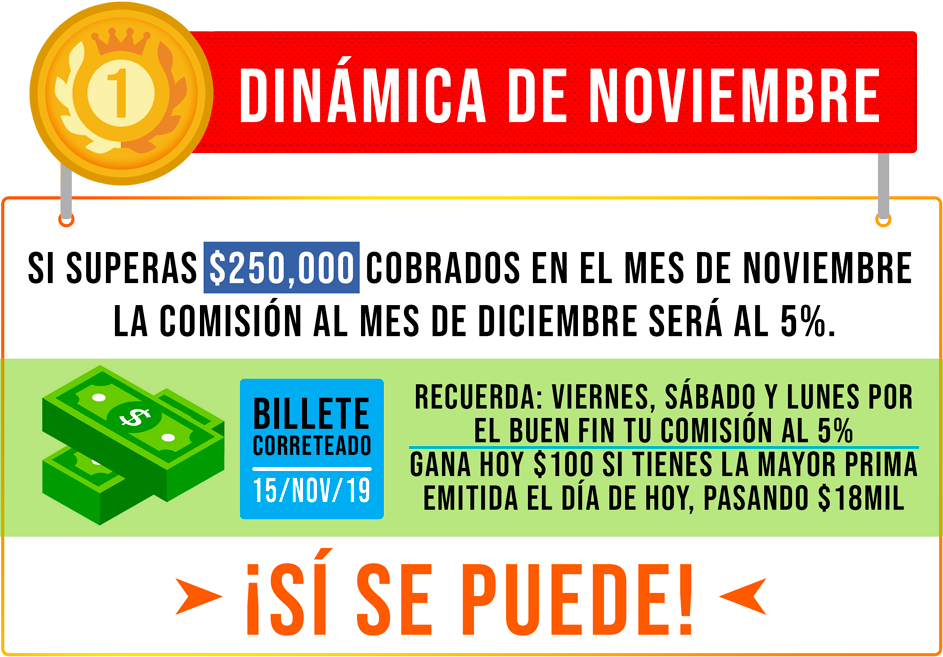 1
DINÁMICA DE NOVIEMBRE
SI SUPERAS $250,000 COBRADOS EN EL MES DE NOVIEMBRE
LA COMISIÓN AL MES DE DICIEMBRE SERÁ AL 5%.
$
BILLETE
CORRETEADO
15/NOV/19
RECUERDA: VIERNES, SÁBADO Y LUNES POR
EL BUEN FIN TU COMISIÓN AL 5%
GANA HOY $100 SI TIENES LA MAYOR PRIMA
EMITIDA EL DÍA DE HOY, PASANDO $18MIL
¡SÍ SE PUEDE!